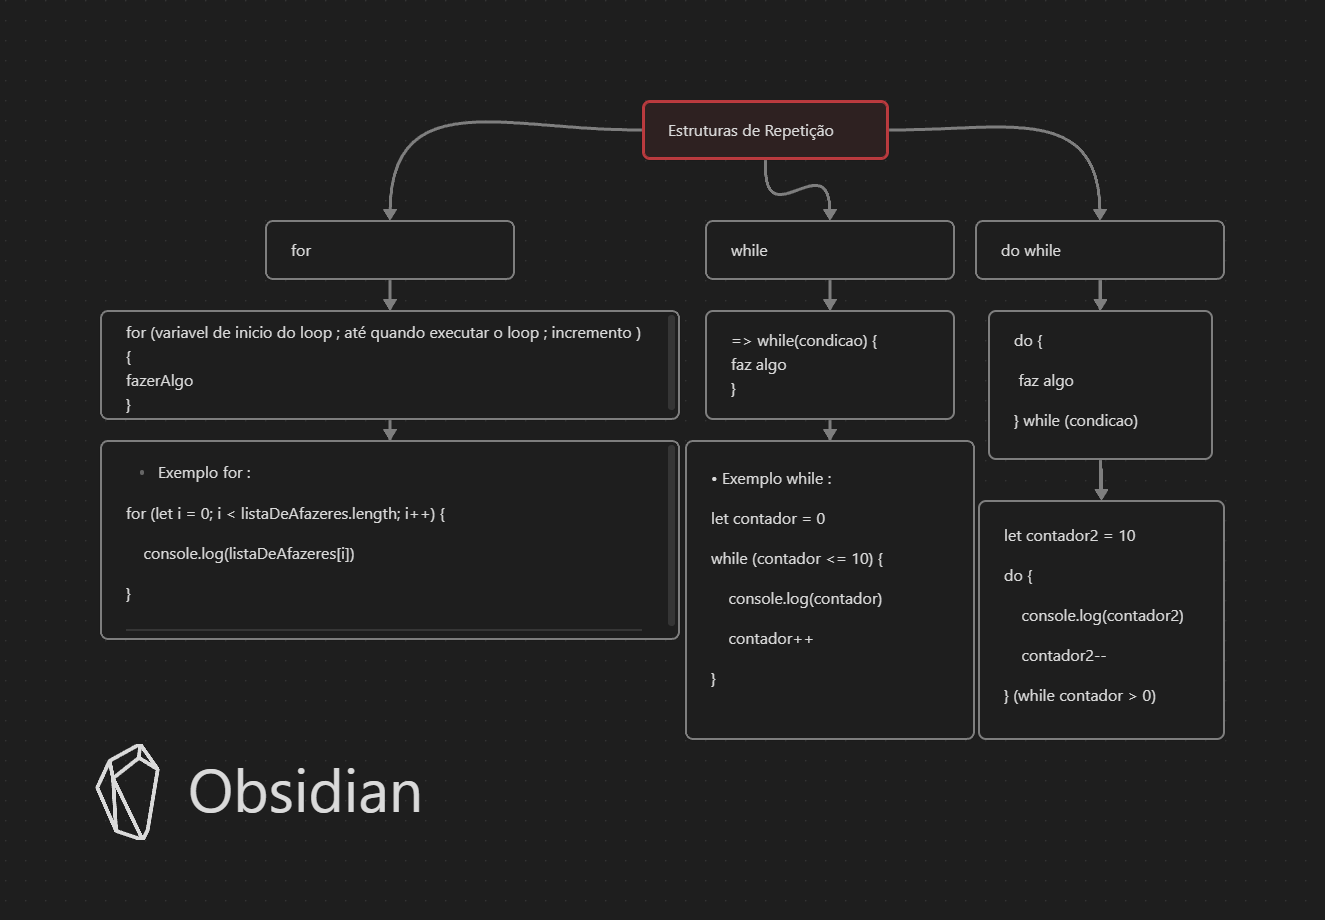 Estruturas de Repetição
for
while
do while
for (variavel de inicio do loop ; até quando executar o loop ; incremento )
{
fazerAlgo
}
=> while(condicao) {
faz algo
}
do {
faz algo
} while (condicao)
• Exemplo for :
for (let i = 0; i < listaDeAfazeres.length; i++) {
console.log(listaDeAfazeres[i])
}
• Exemplo while :
let contador = 0
while (contador <= 10) {
console.log(contador)
contador++
}
let contador2 = 10
do {
console.log(contador2)
contador2--
} (while contador > 0)
Obsidian